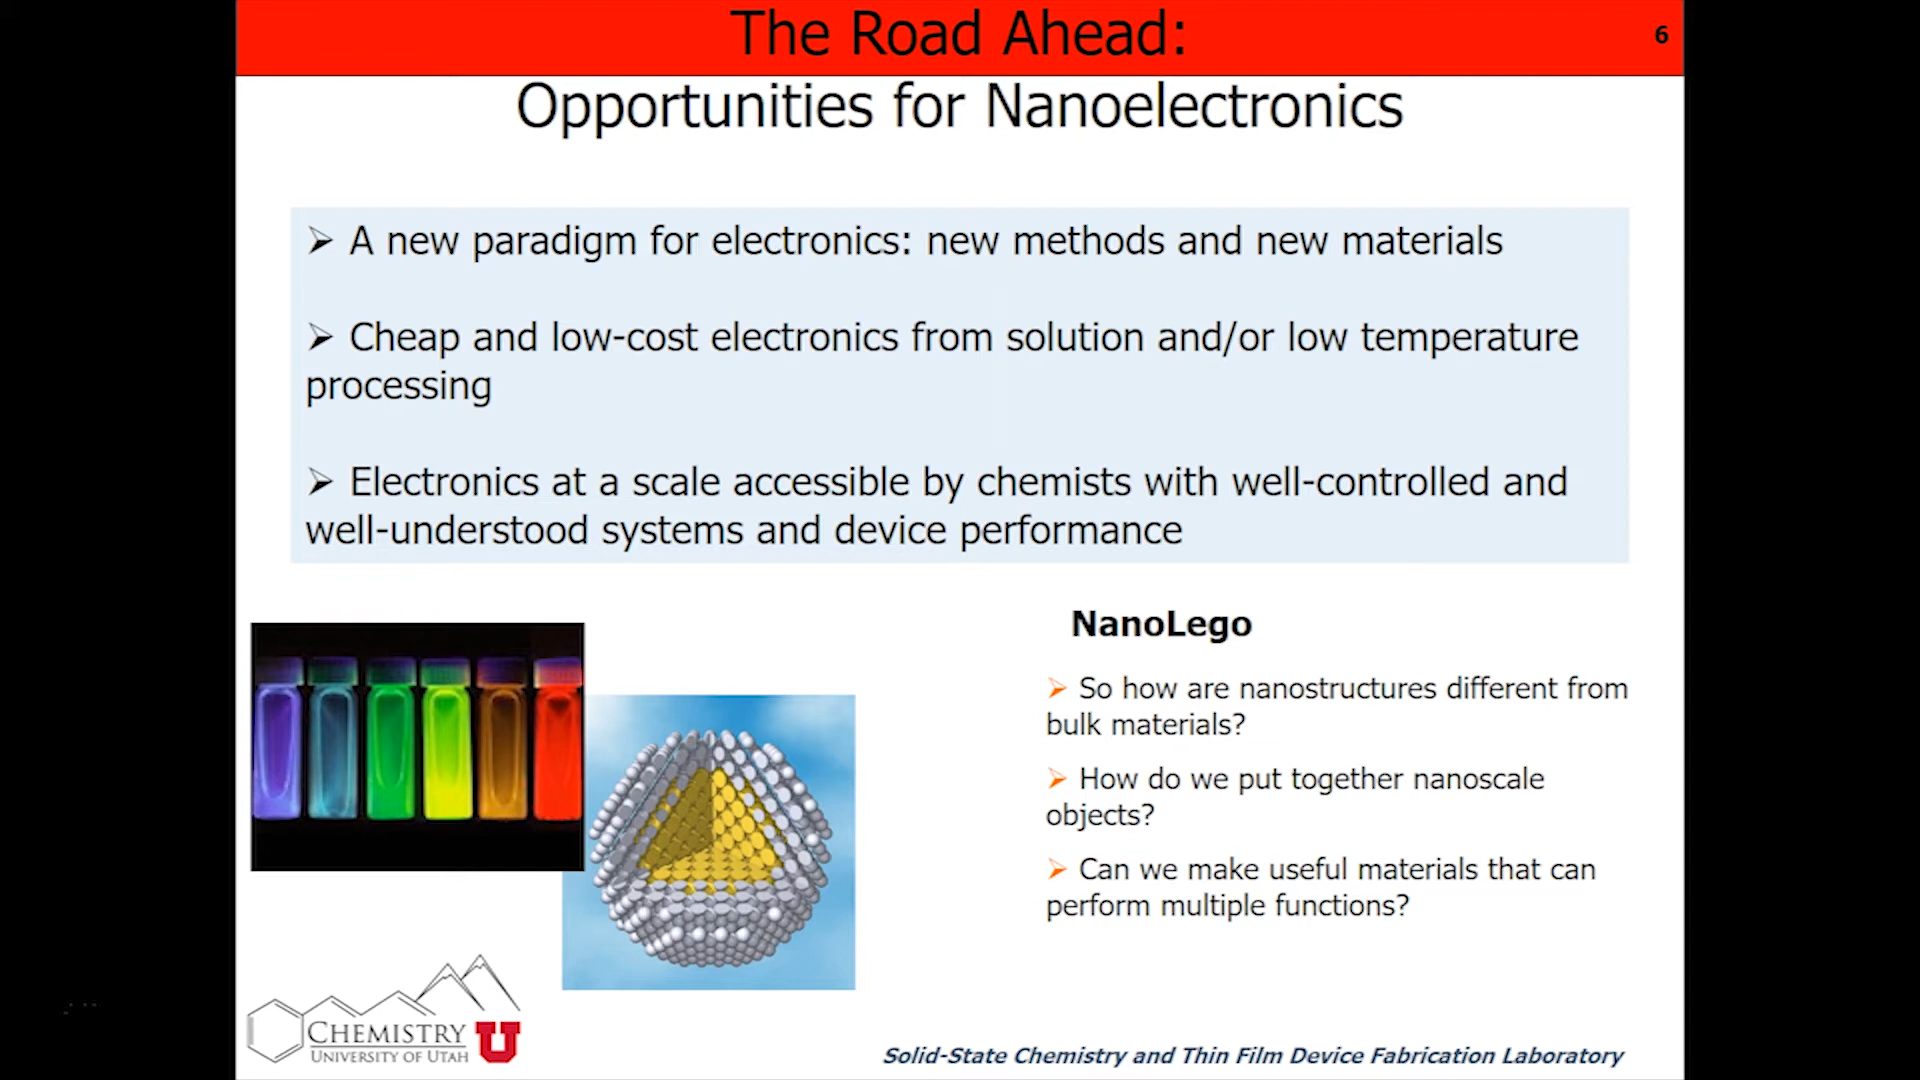 The Road Ahead:
6
Opportunities for Nanoelectronics
➢ A new paradigm for electronics: new methods and new materials
➢ Cheap and low-cost electronics from solution and/or low temperature
processing
➢ Electronics at a scale accessible by chemists with well-controlled and
well-understood systems and device performance
NanoLego
➢ So how are nanostructures different from
bulk materials?
➢ How do we put together nanoscale
objects?
➢ Can we make useful materials that can
perform multiple functions?
CHEMISTRY
UNIVERSITY OF UTAH
U
Solid-State Chemistry and Thin Film Device Fabrication Laboratory